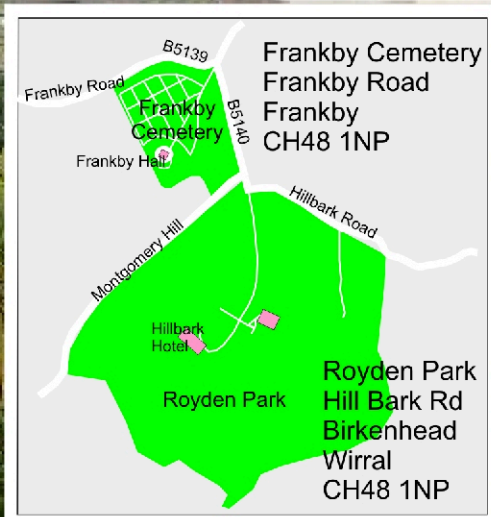 B5139
Frankby Road
Frankby
Cemetery
Frankby Hall
B5140
Frankby Cemetery
Frankby Road
Frankby
CH48 1NP
Hillbark Road
Montgomery Hill
Hillbark
Hotel
Royden Park
Royden Park
Hill Bark Rd
Birkenhead
Wirral
CH48 1NP